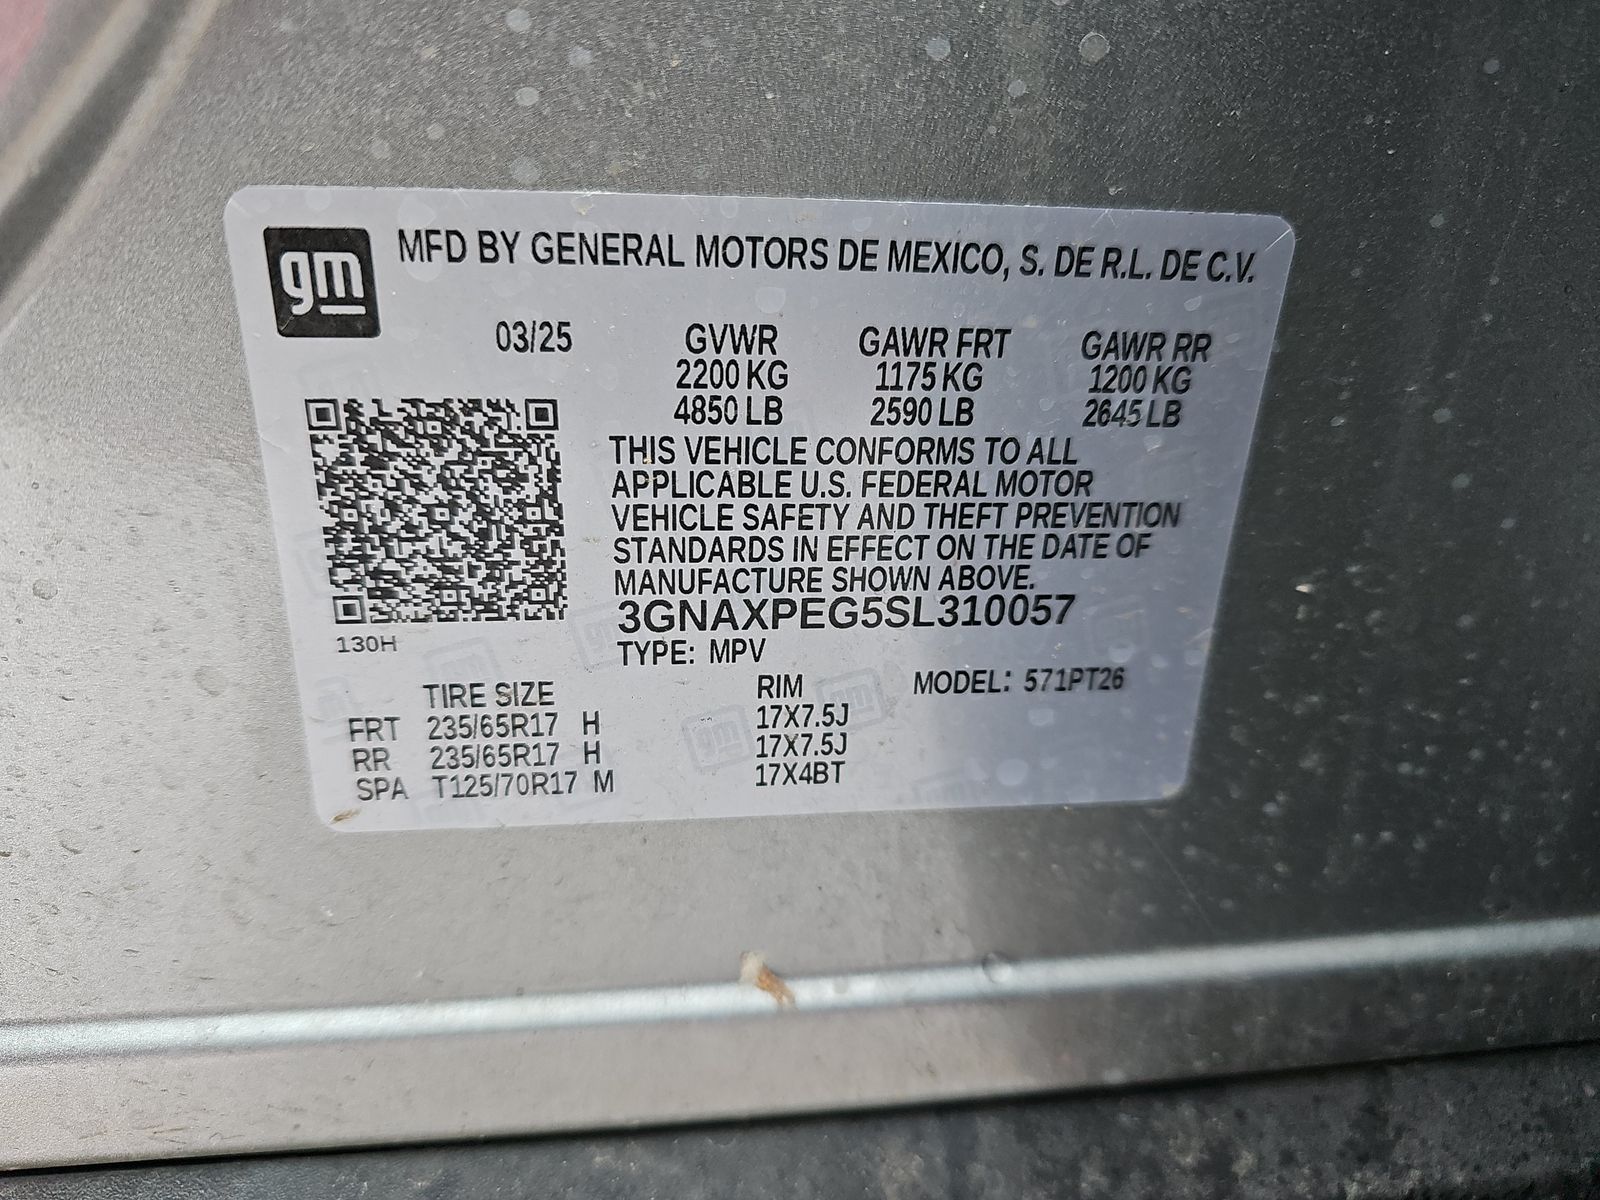 gm MFD BY GENERAL MOTORS DE MEXICO, S. DE R.L. DE C.V.
03/25 GVWR GAWR FRT GAWR RR
2200 KG 1175 KG 1200 KG
4850 LB 2590 LB 2645 LB
THIS VEHICLE CONFORMS TO ALL
APPLICABLE U.S. FEDERAL MOTOR
VEHICLE SAFETY AND THEFT PREVENTION
STANDARDS IN EFFECT ON THE DATE OF
MANUFACTURE SHOWN ABOVE.
3GNAXPEG5SL310057
130H
TYPE: MPV
TIRE SIZE RIM MODEL: 571PT26
FRT 235/65R17 H 17X7.5J
RR 235/65R17 H 17X7.5J
SPA T125/70R17 M 17X4BT